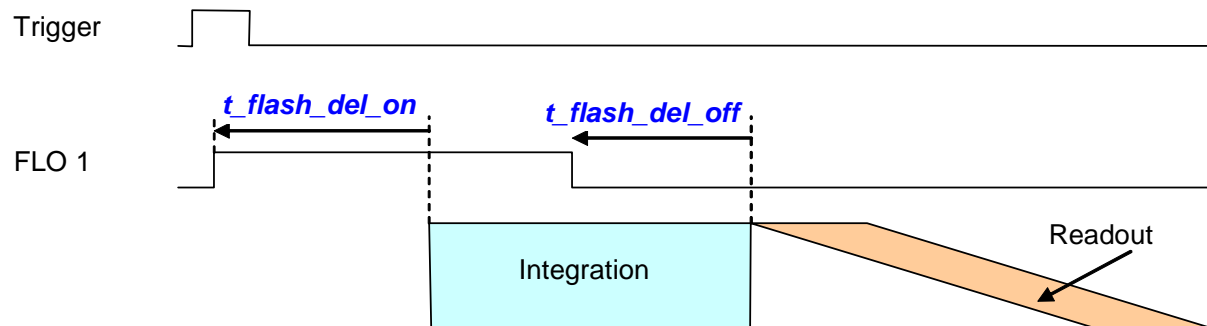 Trigger
t_flash_del_on
t_flash_del_off
FLO 1
Readout
Integration